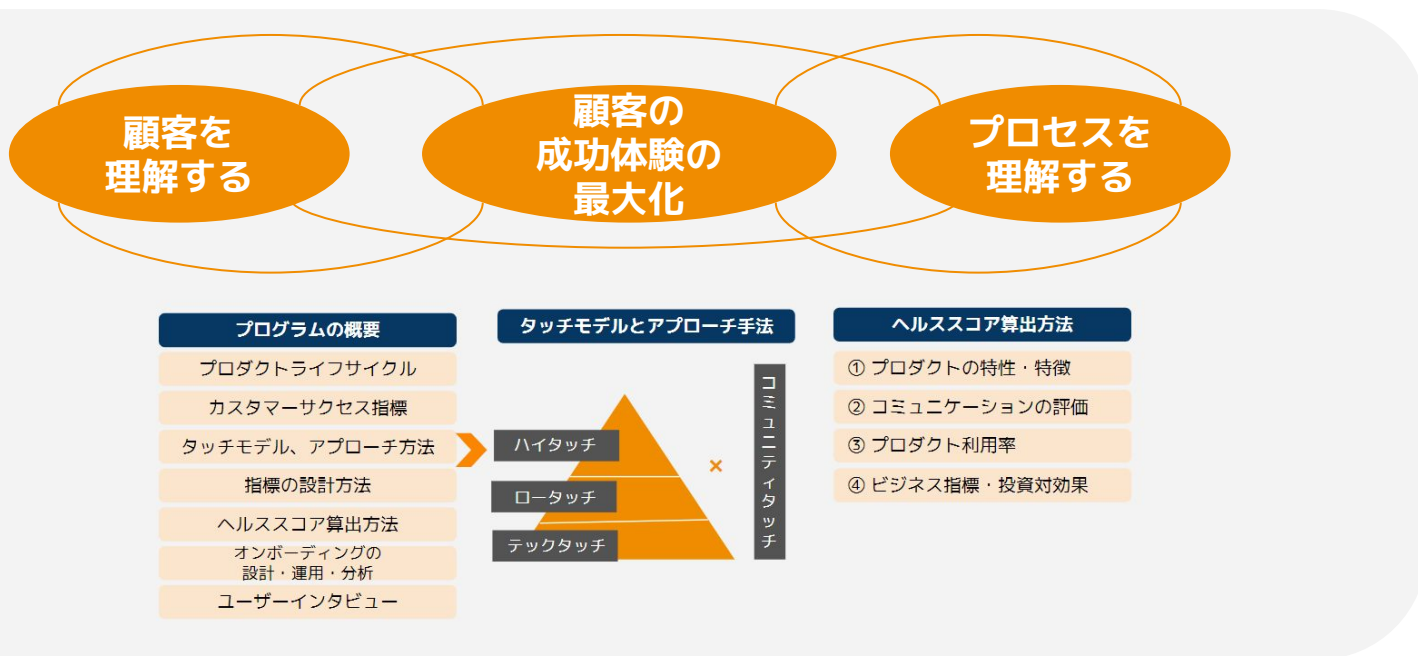 顧客を
理解する
顧客の
成功体験の
最大化
プロセスを
理解する
プログラムの概要
プロダクトライフサイクル
カスタマーサクセス指標
タッチモデル、アプローチ方法
指標の設計方法
ヘルススコア算出方法
オンボーディングの
設計・運用・分析
ユーザーインタビュー
タッチモデルとアプローチ手法
ハイタッチ
ロータッチ
テックタッチ
×
コミュニティタッチ
ヘルススコア算出方法
① プロダクトの特性・特徴
② コミュニケーションの評価
③ プロダクト利用率
④ ビジネス指標・投資対効果